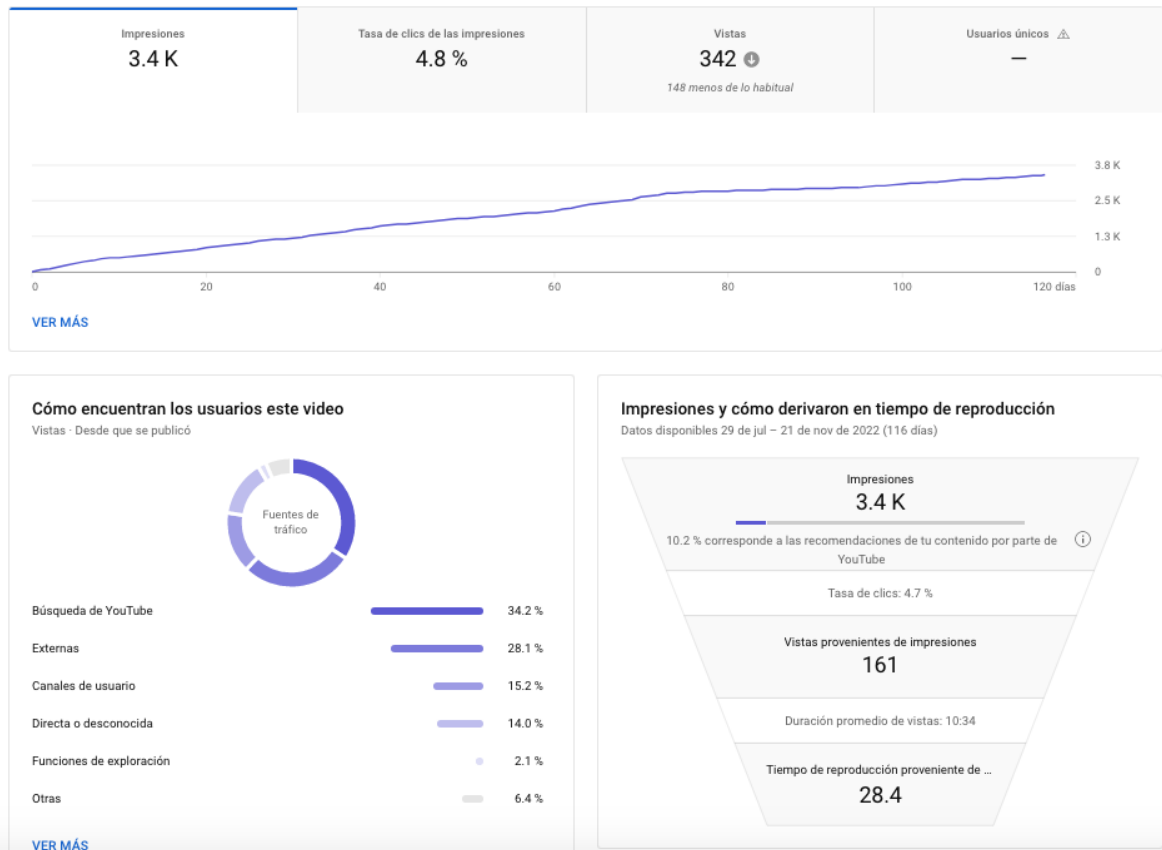 Impresiones
3.4 K
Tasa de clics de las impresiones
4.8 %
Vistas
342
148 menos de lo habitual
Usuarios únicos
—
3.8 K
2.5 K
1.3 K
0
0
20
40
60
80
100
120 días
VER MÁS
Cómo encuentran los usuarios este video
Vistas · Desde que se publicó
Fuentes de
tráfico
Búsqueda de YouTube 34.2 %
Externas 28.1 %
Canales de usuario 15.2 %
Directa o desconocida 14.0 %
Funciones de exploración 2.1 %
Otras 6.4 %
VER MÁS
Impresiones y cómo derivaron en tiempo de reproducción
Datos disponibles 29 de jul – 21 de nov de 2022 (116 días)
Impresiones
3.4 K
10.2 % corresponde a las recomendaciones de tu contenido por parte de
YouTube
Tasa de clics: 4.7 %
Vistas provenientes de impresiones
161
Duración promedio de vistas: 10:34
Tiempo de reproducción proveniente de ...
28.4